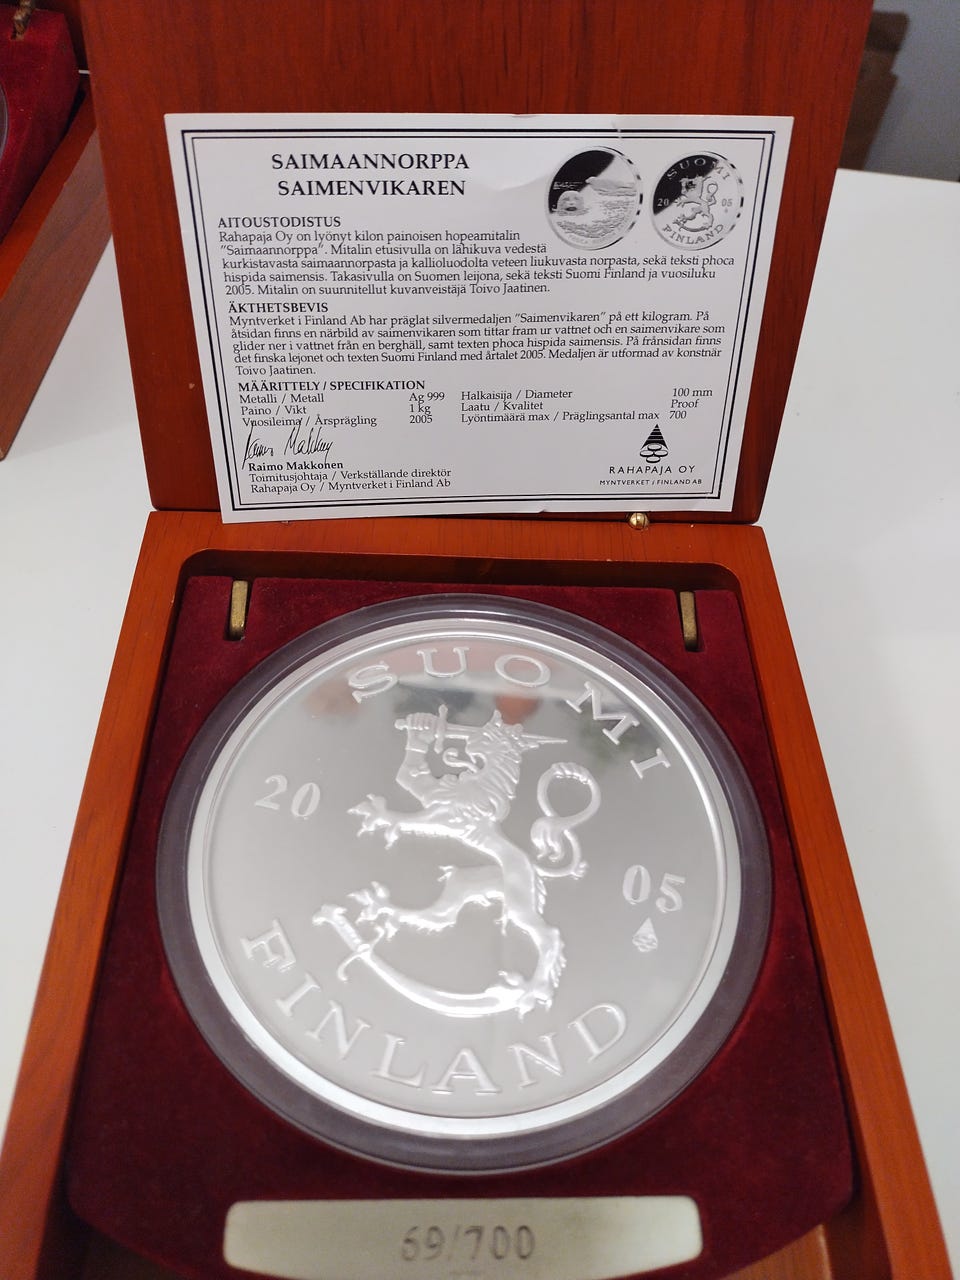 SAIMAANNORPPA
SAIMENVIKAREN
SUOMI
20 05
FINLAND
AITOUSTODISTUS
Rahapaja Oy on lyönyt kilon painoisen hopeamitalin
"Saimaannorppa". Mitalin etusivulla on lähikuva vedestä
kurkistavasta saimaannorpasta ja kallioluodolta veteen liukuvasta norpasta, sekä teksti phoca
hispida saimensis. Takasivulla on Suomen leijona, sekä teksti Suomi Finland ja vuosiluku
2005. Mitalin on suunnitellut kuvanveistäjä Toivo Jaatinen.
ÄKTHETSBEVIS
Myntverket i Finland Ab har präglat silvermedaljen "Saimenvikaren" på ett kilogram. På
åtsidan finns en närbild av saimenvikaren som tittar fram ur vattnet och en saimenvikare som
glider ner i vattnet från en berghäll, samt texten phoca hispida saimensis. På frånsidan finns
det finska lejonet och texten Suomi Finland med årtalet 2005. Medaljen är utformad av konstnär
Toivo Jaatinen.
MÄÄRITTELY / SPECIFIKATION
Metalli / Metall Ag 999 Halkaisija / Diameter 100 mm
Paino / Vikt 1 kg Laatu / Kvalitet Proof
Vuosileima / Årsprägling 2005 Lyöntimäärä max / Präglingsantal max 700
Raimo Makkonen
Raimo Makkonen
Toimitusjohtaja / Verkställande direktör
Rahapaja Oy / Myntverket i Finland Ab
RAHAPAJA OY
MYNTVERKET i FINLAND AB
SUOMI
20 05
FINLAND
69/700